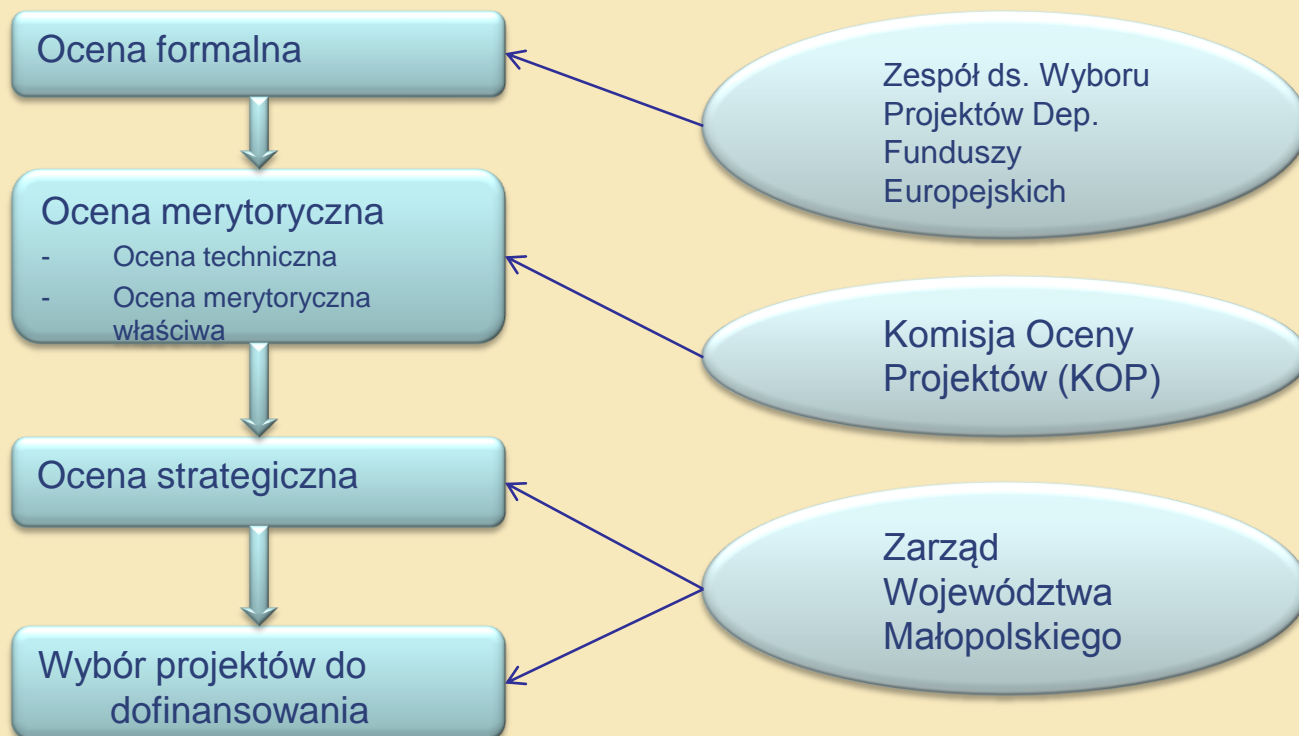 Ocena formalna
Zespół ds. Wyboru
Projektów Dep.
Funduszy
Europejskich
Ocena merytoryczna
- Ocena techniczna
- Ocena merytoryczna
właściwa
Komisja Oceny
Projektów (KOP)
Ocena strategiczna
Zarząd
Województwa
Małopolskiego
Wybór projektów do
dofinansowania